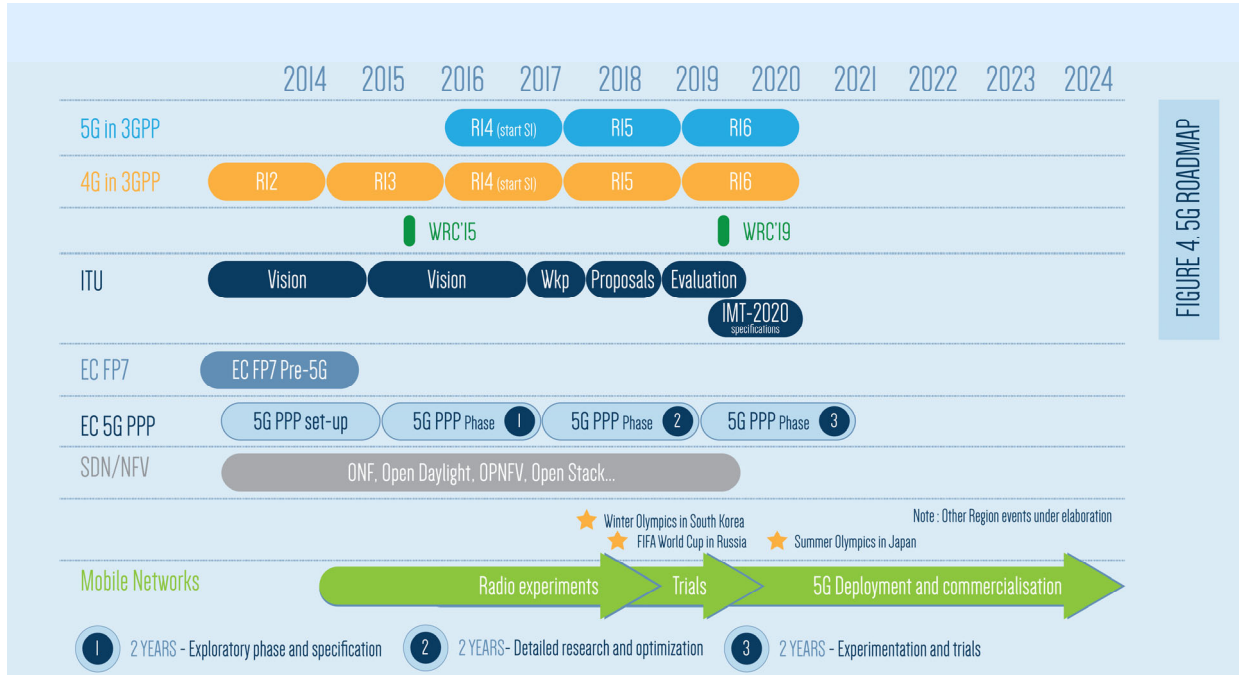 2014 2015 2016 2017 2018 2019 2020 2021 2022 2023 2024
5G in 3GPP R14 (start SI) R15 R16
4G in 3GPP R12 R13 R14 (start SI) R15 R16
WRC'15 WRC'19
ITU Vision Vision Wkp Proposals Evaluation
IMT-2020
specifications
EC FP7 EC FP7 Pre-5G
EC 5G PPP 5G PPP set-up 5G PPP Phase 1 5G PPP Phase 2 5G PPP Phase 3
SDN/NFV ONF, Open Daylight, OPNFV, Open Stack...
Winter Olympics in South Korea Note : Other Region events under elaboration
FIFA World Cup in Russia Summer Olympics in Japan
Mobile Networks Radio experiments Trials 5G Deployment and commercialisation
1 2 YEARS - Exploratory phase and specification 2 2 YEARS- Detailed research and optimization 3 2 YEARS - Experimentation and trials
FIGURE 4. 5G ROADMAP